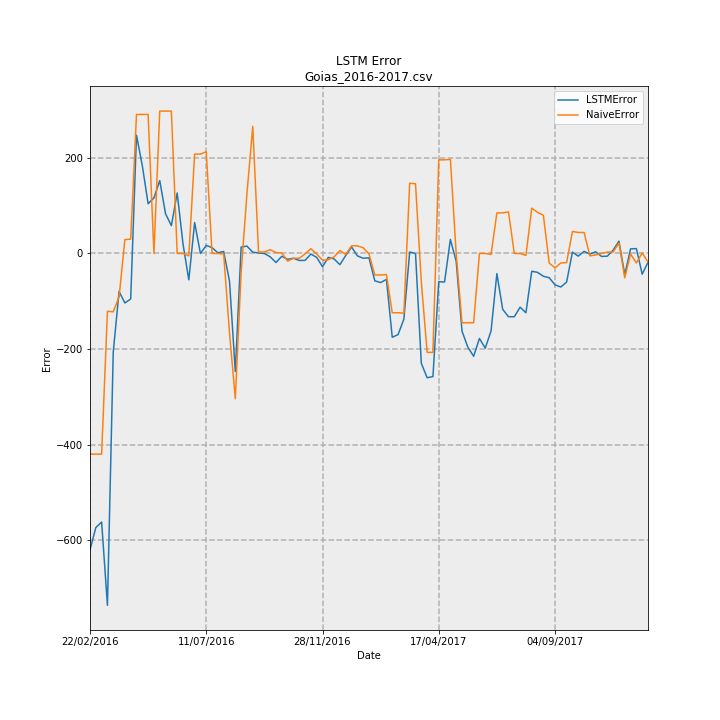 LSTM Error
Goias_2016-2017.csv
LSTMError
NaiveError
200
0
−200
−400
−600
Error
22/02/2016
11/07/2016
28/11/2016
17/04/2017
04/09/2017
Date